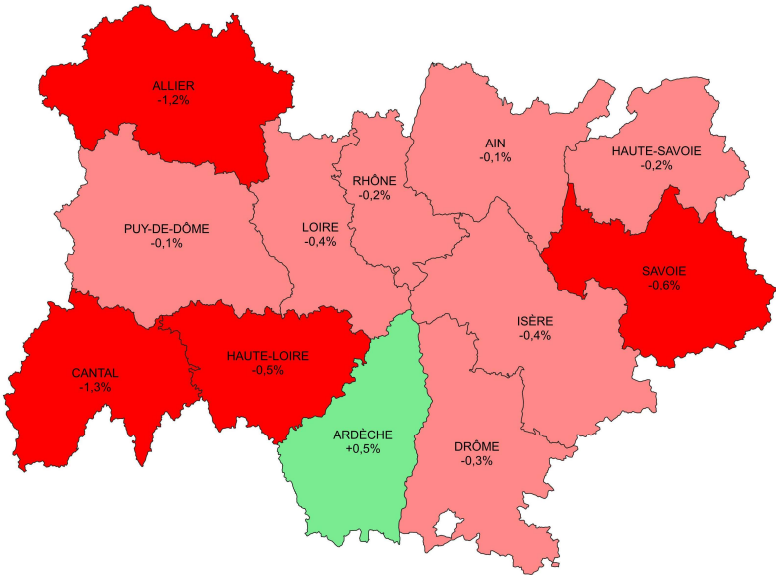 ALLIER
-1,2%
AIN
-0,1%
HAUTE-SAVOIE
-0,2%
RHÔNE
-0,2%
PUY-DE-DÔME
-0,1%
LOIRE
-0,4%
SAVOIE
-0.6%
ISÈRE
-0,4%
HAUTE-LOIRE
-0,5%
CANTAL
-1,3%
ARDÈCHE
+0,5%
DRÔME
-0,3%